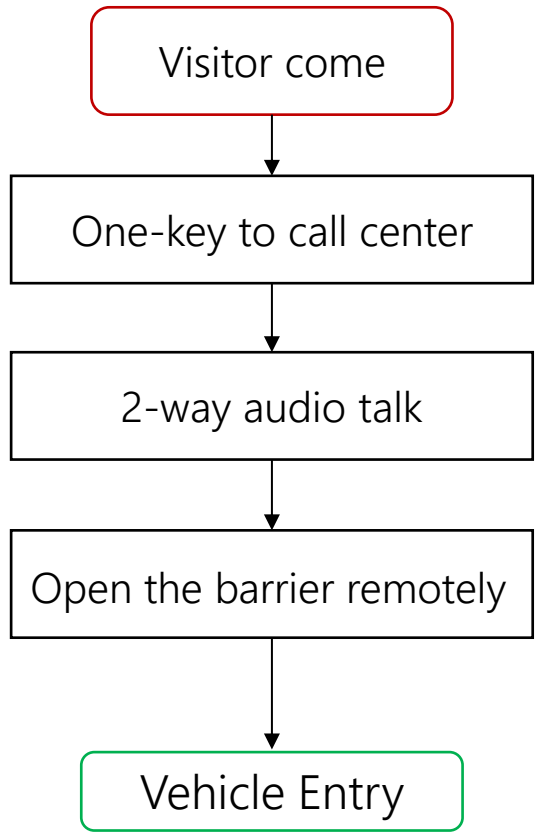 Visitor come
One-key to call center
2-way audio talk
Open the barrier remotely
Vehicle Entry